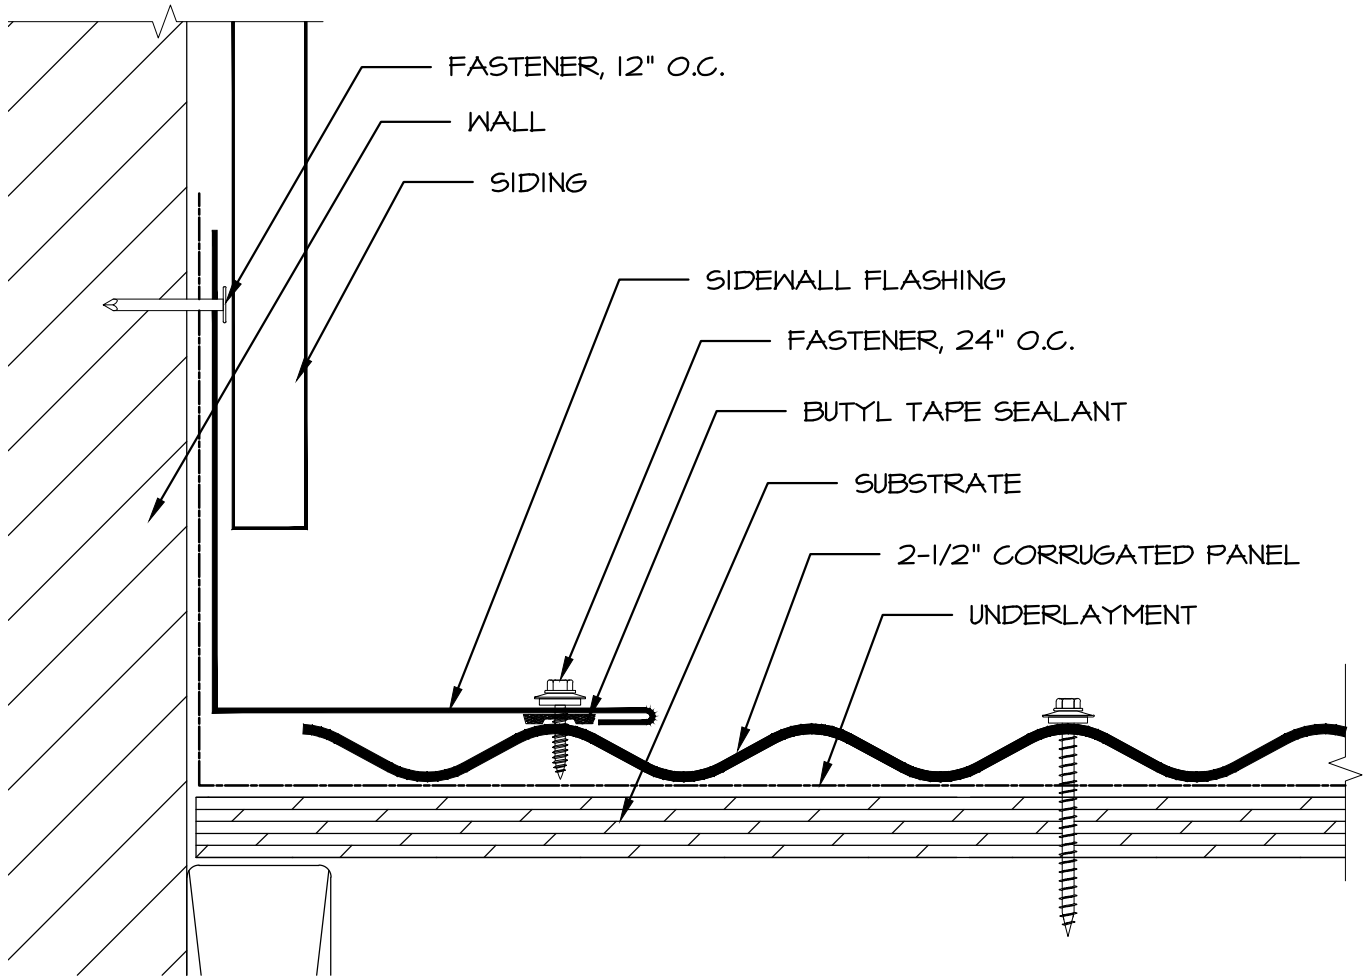 FASTENER, 12" O.C.
WALL
SIDING
SIDEWALL FLASHING
FASTENER, 24" O.C.
BUTYL TAPE SEALANT
SUBSTRATE
2-1/2" CORRUGATED PANEL
UNDERLAYMENT